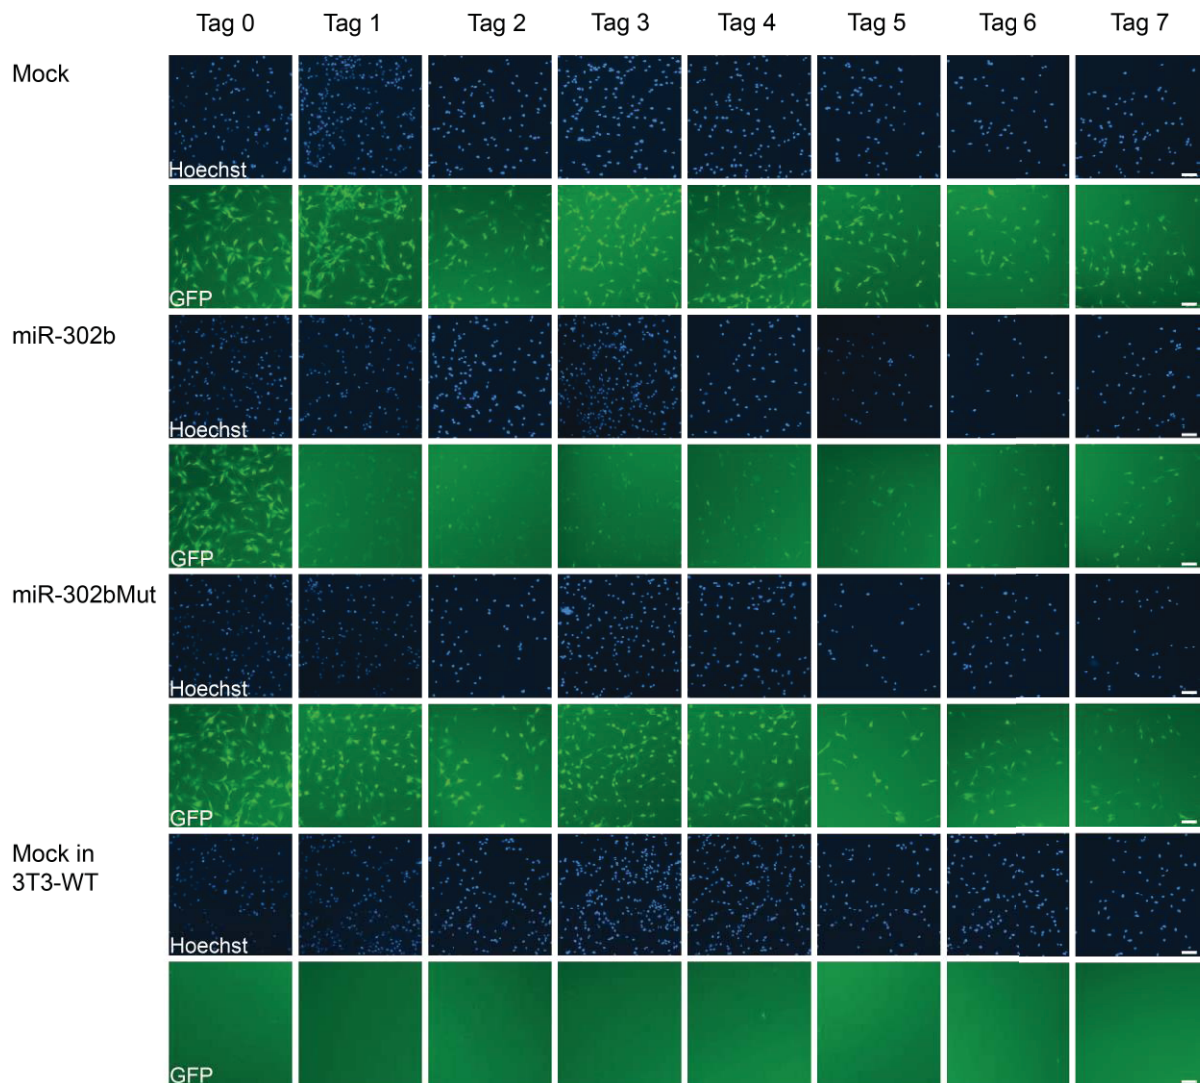 Tag 0 Tag 1 Tag 2 Tag 3 Tag 4 Tag 5 Tag 6 Tag 7
Mock
Hoechst
GFP
miR-302b
Hoechst
GFP
miR-302bMut
Hoechst
GFP
Mock in
3T3-WT
Hoechst
GFP